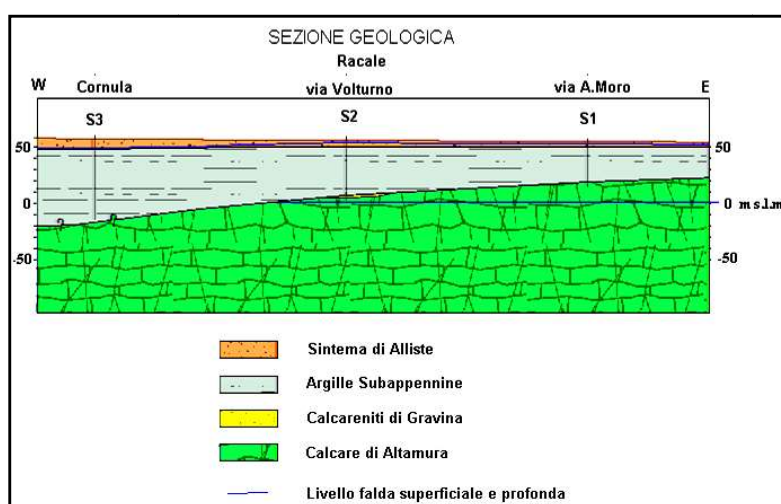 SEZIONE GEOLOGICA
Racale
W Cornula via Volturno via A.Moro E
S3 S2 S1
50 50
0 0 m s.l.m
-50 -50
Sintema di Alliste
Argille Subappennine
Calcareniti di Gravina
Calcare di Altamura
Livello falda superficiale e profonda